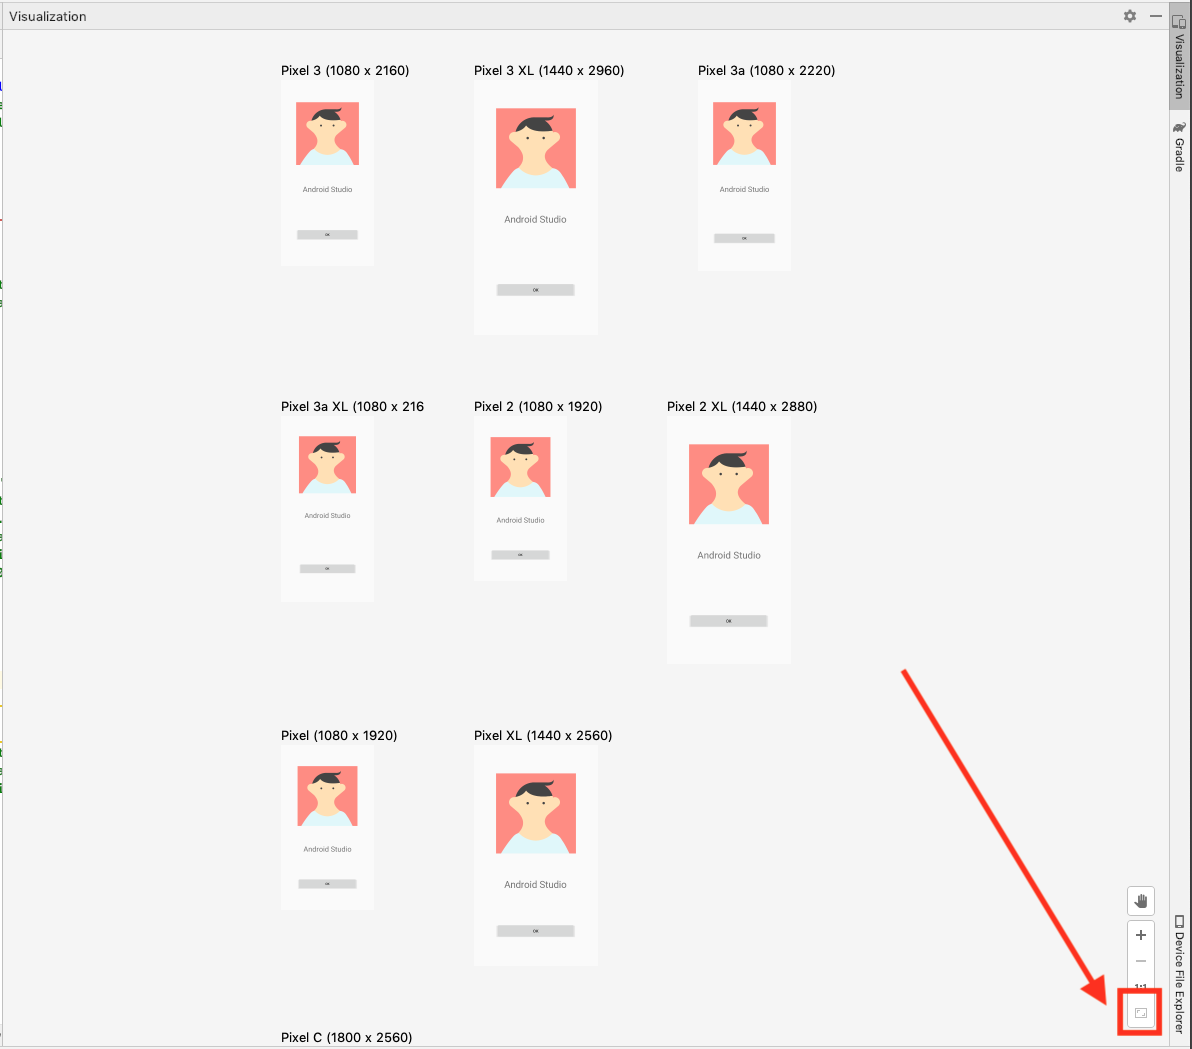 Visualization
Visualization
Gradle
Pixel 3 (1080 x 2160)
Pixel 3 XL (1440 x 2960)
Pixel 3a (1080 x 2220)
Android Studio
OK
Android Studio
OK
Android Studio
OK
Pixel 3a XL (1080 x 216
Pixel 2 (1080 x 1920)
Pixel 2 XL (1440 x 2880)
Android Studio
OK
Android Studio
OK
Android Studio
OK
Pixel (1080 x 1920)
Pixel XL (1440 x 2560)
Android Studio
OK
Android Studio
OK
Pixel C (1800 x 2560)
1:1
Device File Explorer